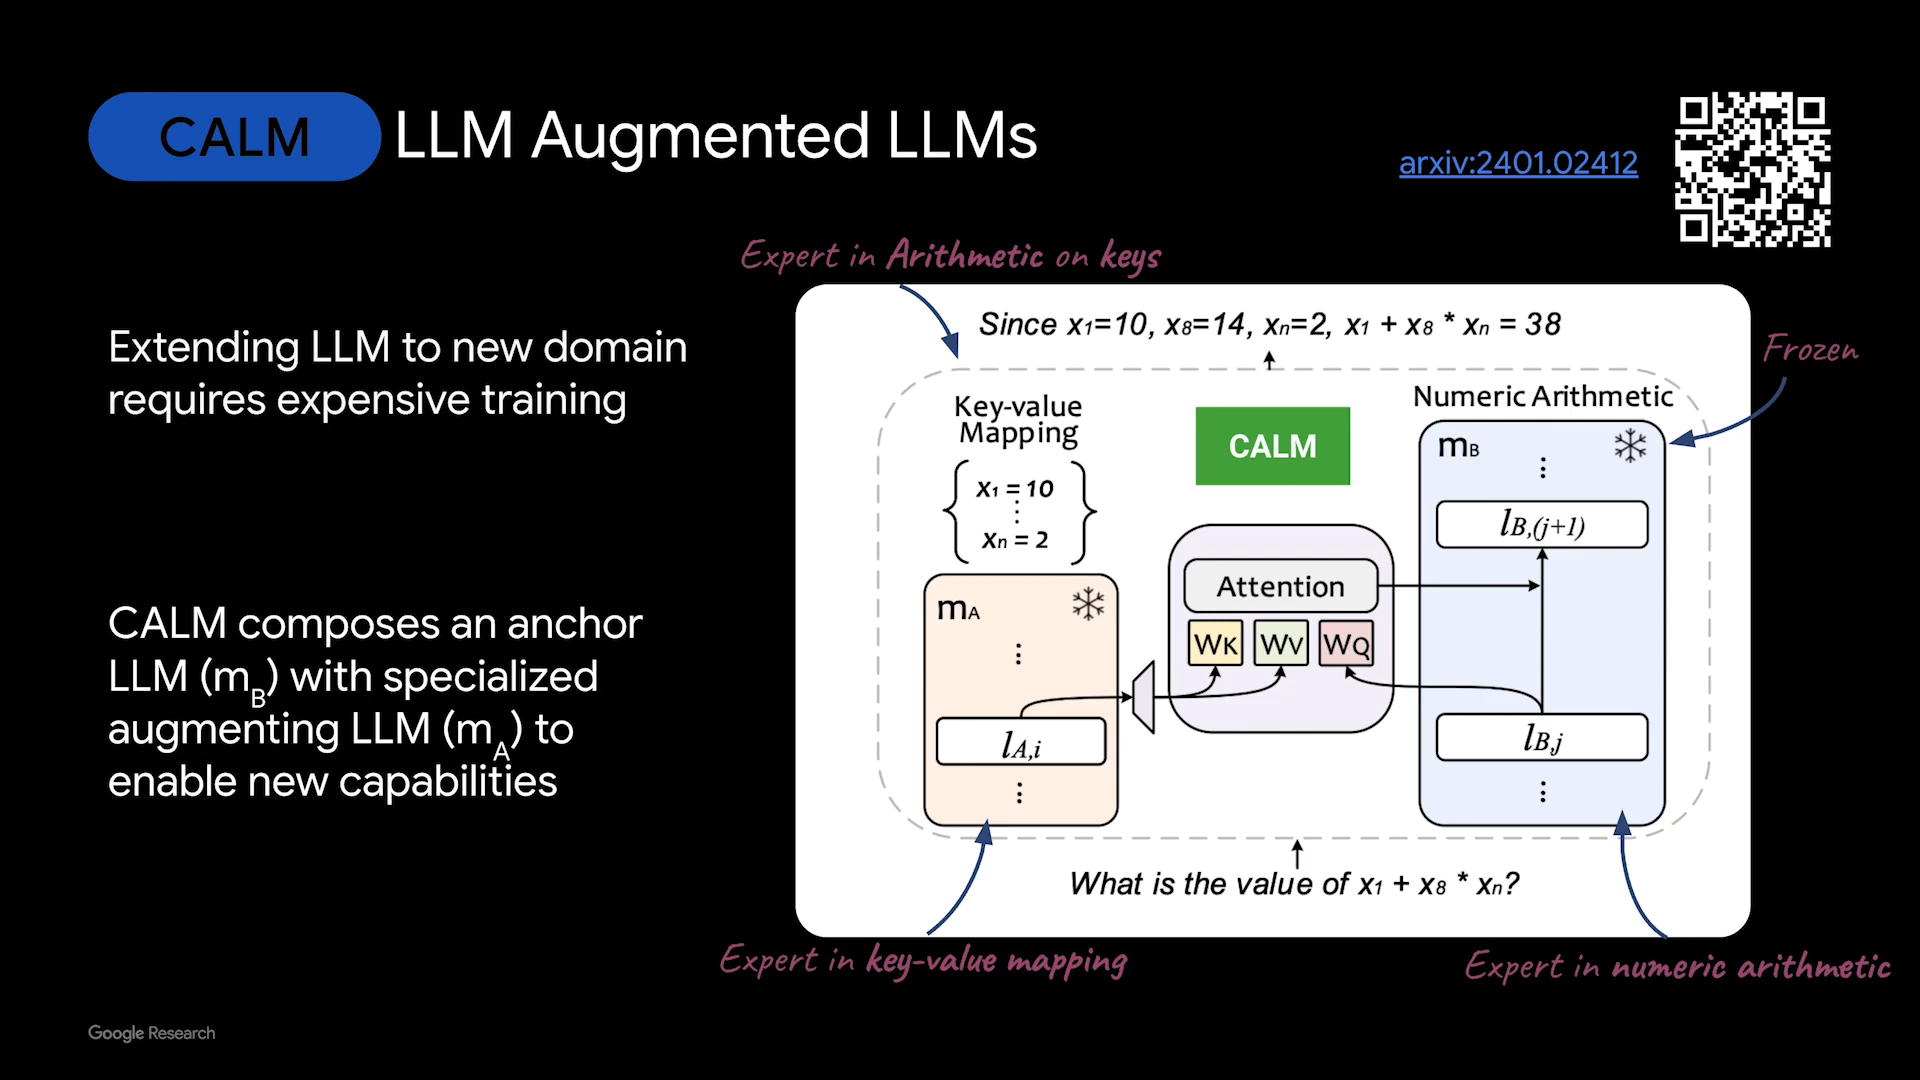 CALM LLM Augmented LLMs
arxiv:2401.02412
Expert in Arithmetic on keys
Extending LLM to new domain
requires expensive training
CALM composes an anchor
LLM (mB) with specialized
augmenting LLM (mA) to
enable new capabilities
Since x1=10, x8=14, xn=2, x1 + x8 * xn = 38
Frozen
Key-value
Mapping
x1 = 10
⋮
xn = 2
CALM
Numeric Arithmetic
mB
⋮
lB,(j+1)
mA
⋮
Attention
WK WV WQ
lA,i
⋮
lB,j
⋮
What is the value of x1 + x8 * xn?
Expert in key-value mapping
Expert in numeric arithmetic
Google Research